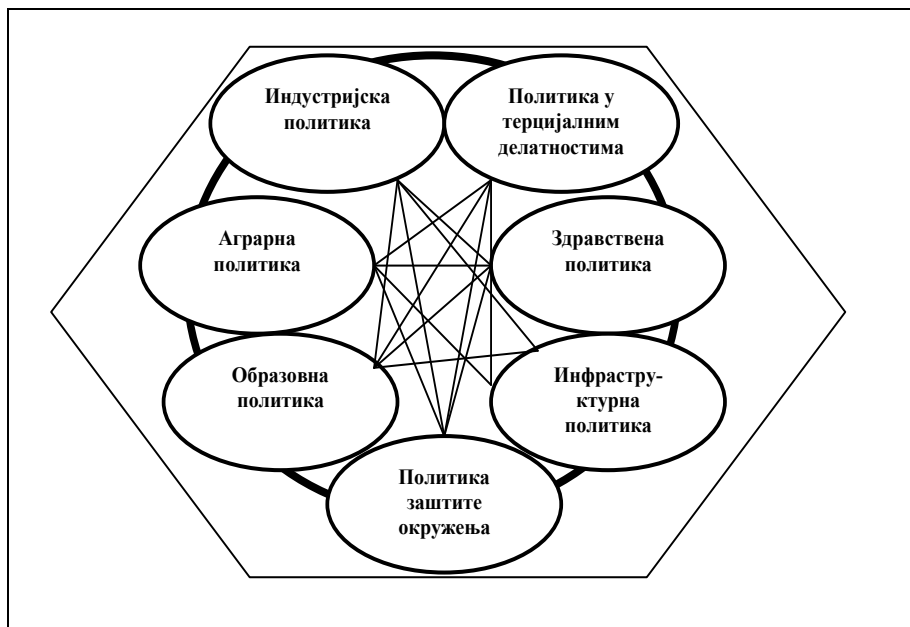 Индустријска
политика
Политика у
терцијалним
делатностима
Аграрна
политика
Здравствена
политика
Образовна
политика
Инфрастру-
ктурна
политика
Политика
заштите
окружења